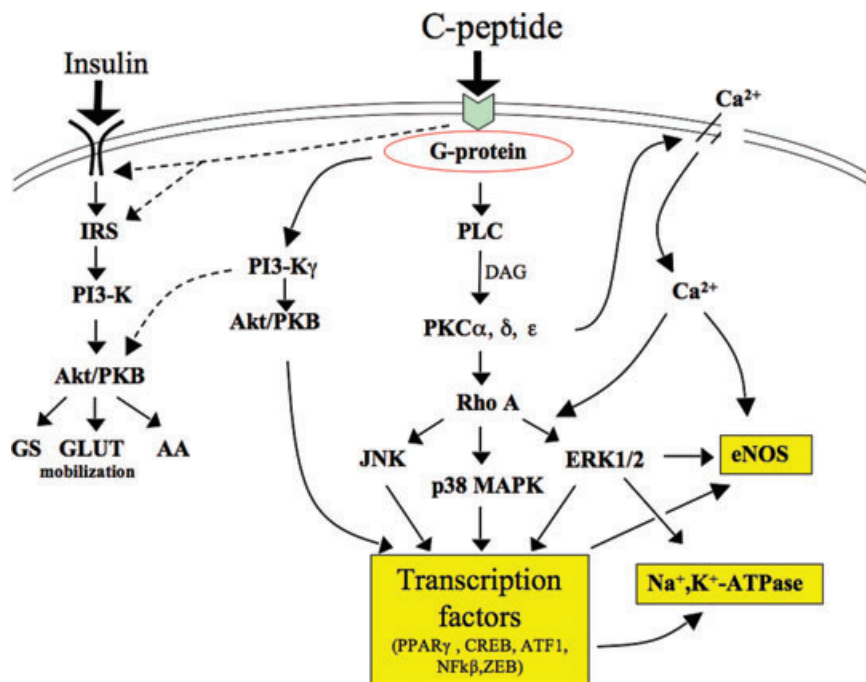 C-peptide
Insulin
Ca²⁺
G-protein
IRS
PLC
PI3-Kγ
DAG
PI3-K
Ca²⁺
Akt/PKB
PKCα, δ, ε
Akt/PKB
Rho A
GS GLUT AA
mobilization
JNK
ERK1/2
eNOS
p38 MAPK
Transcription
factors
(PPARγ , CREB, ATF1,
NFkβ,ZEB)
Na⁺,K⁺-ATPase